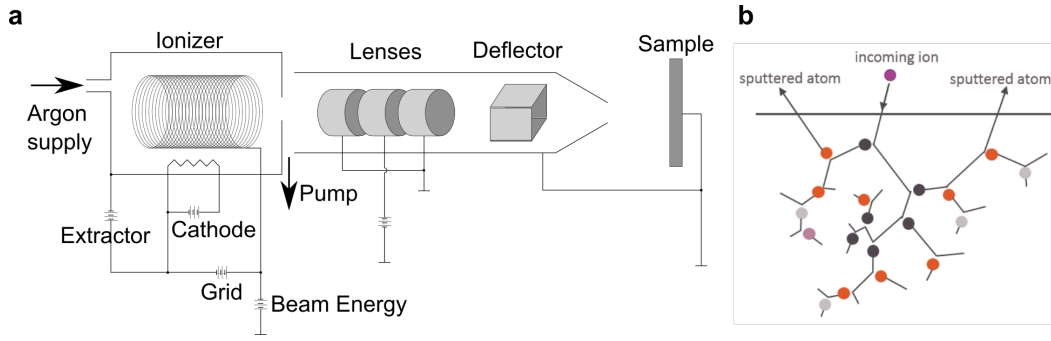 a
Ionizer
Lenses
Deflector
Sample
Argon
supply
Pump
Cathode
Extractor
Grid
Beam Energy
b
incoming ion
sputtered atom
sputtered atom